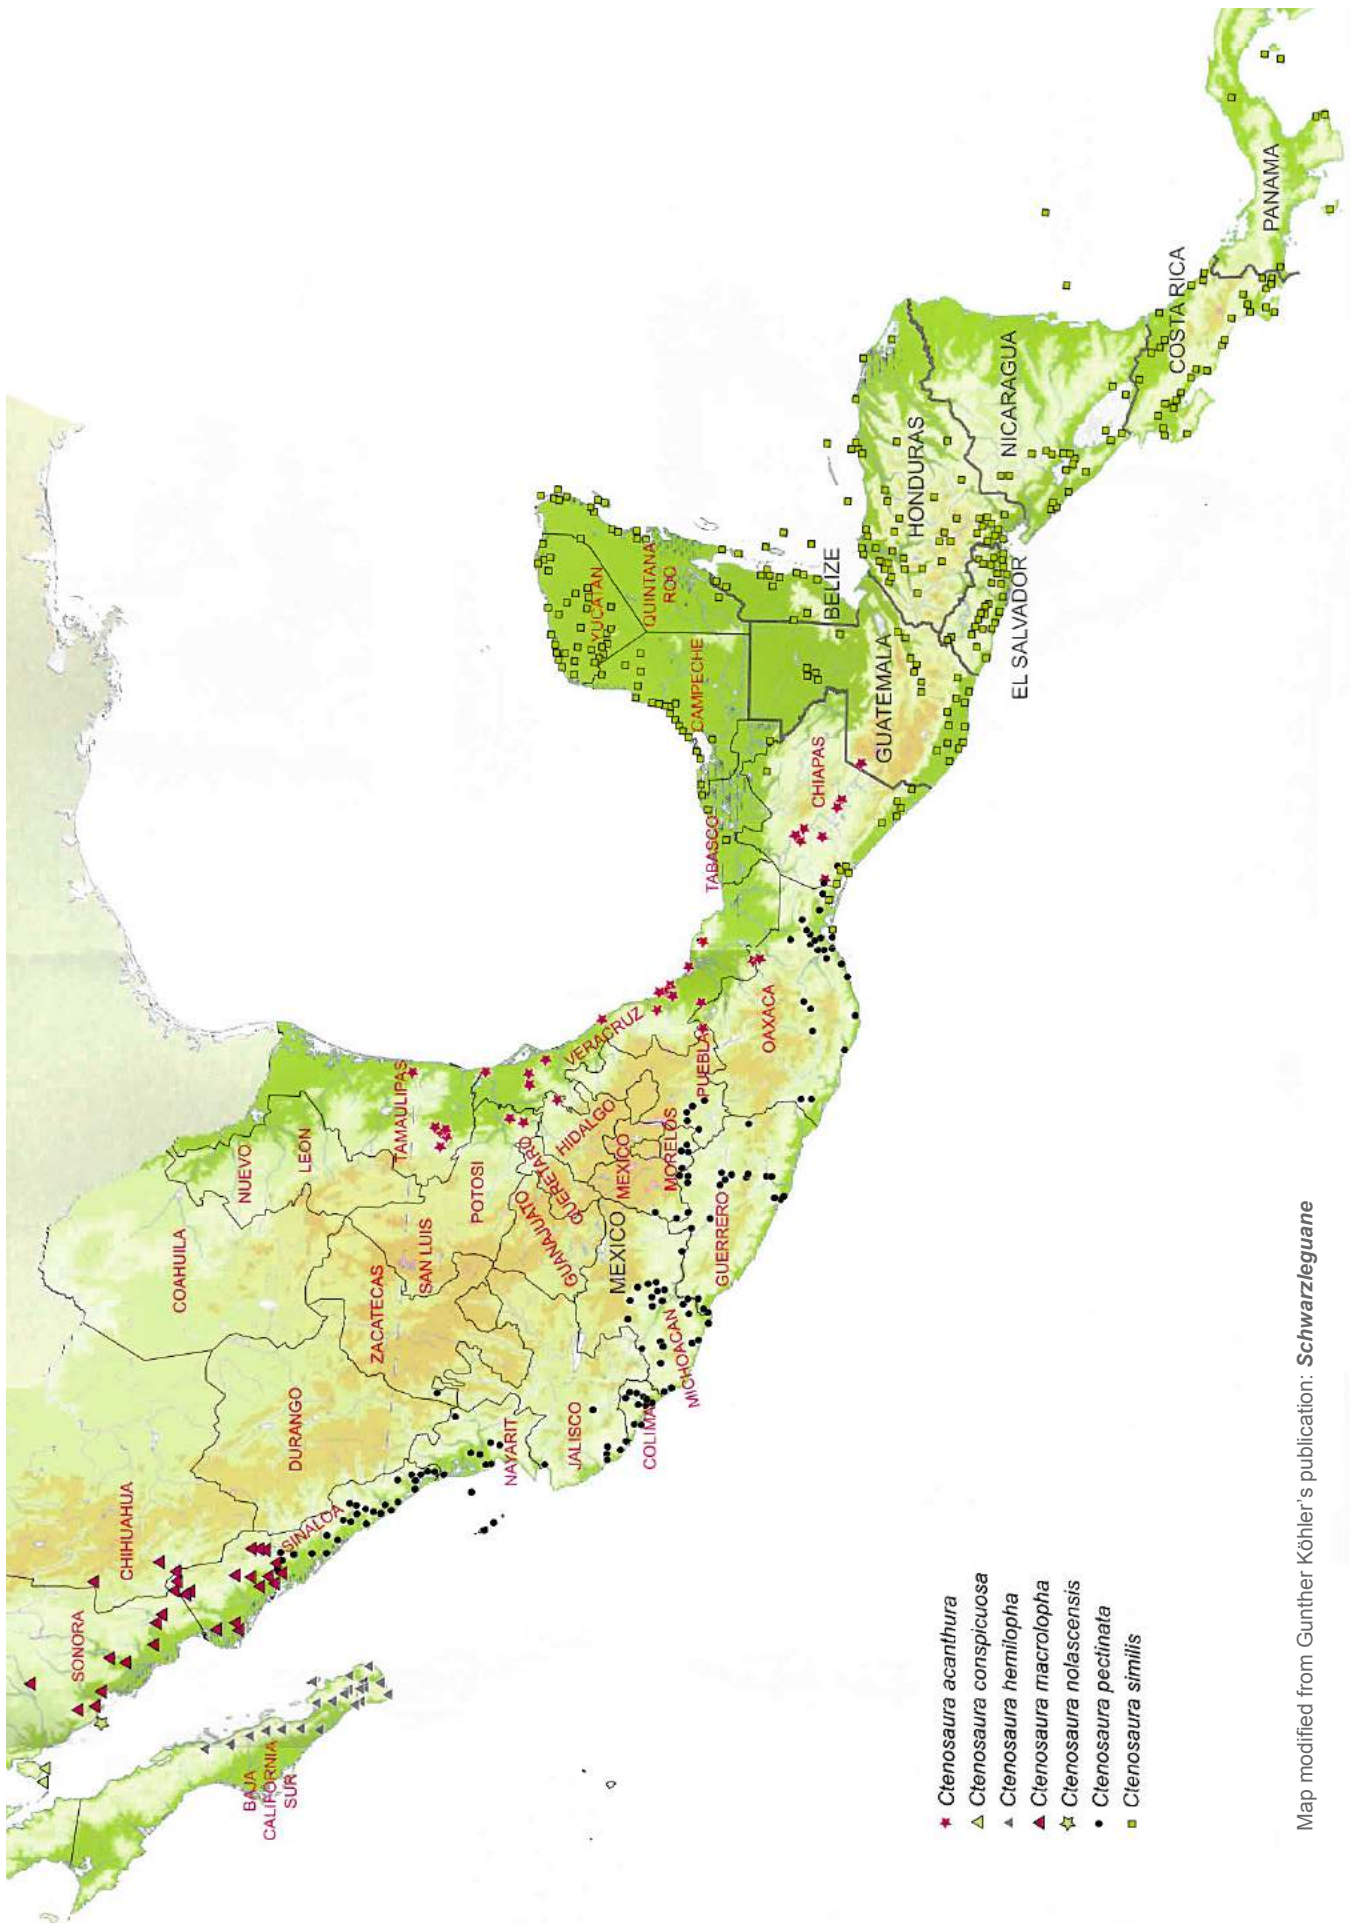 SONORA
CHIHUAHUA
COAHUILA
NUEVO
LEON
BAJA
CALIFORNIA
SUR
SINALOA
DURANGO
ZACATECAS
SAN LUIS
POTOSI
TAMAULIPAS
NAYARIT
JALISCO
GUANAJUATO
QUERETARO
HIDALGO
VERACRUZ
COLIMA
MICHOACAN
MEXICO
MEXICO
MORELOS
PUEBLA
GUERRERO
OAXACA
TABASCO
CHIAPAS
CAMPECHE
YUCATAN
QUINTANA
ROO
BELIZE
GUATEMALA
EL SALVADOR
HONDURAS
NICARAGUA
COSTA RICA
PANAMA
Ctenosaura acanthura
Ctenosaura conspicuosa
Ctenosaura hemilopha
Ctenosaura macrolopha
Ctenosaura nolascensis
Ctenosaura pectinata
Ctenosaura similis
Map modified from Gunther Köhler's publication: Schwarzleguane